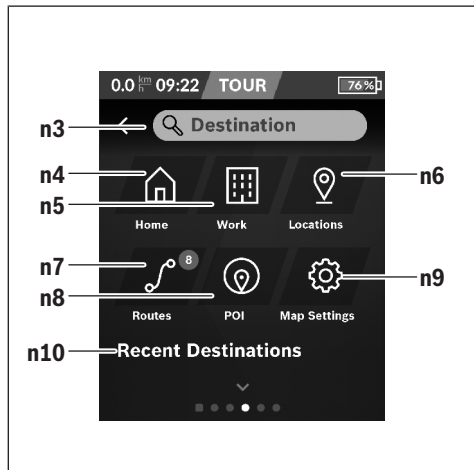 0.0 km/h 09:22 TOUR 76%
n3 Destination
n4 n6
n5
Home Work Locations
n7 8
n8 n9
Routes POI Map Settings
n10 Recent Destinations